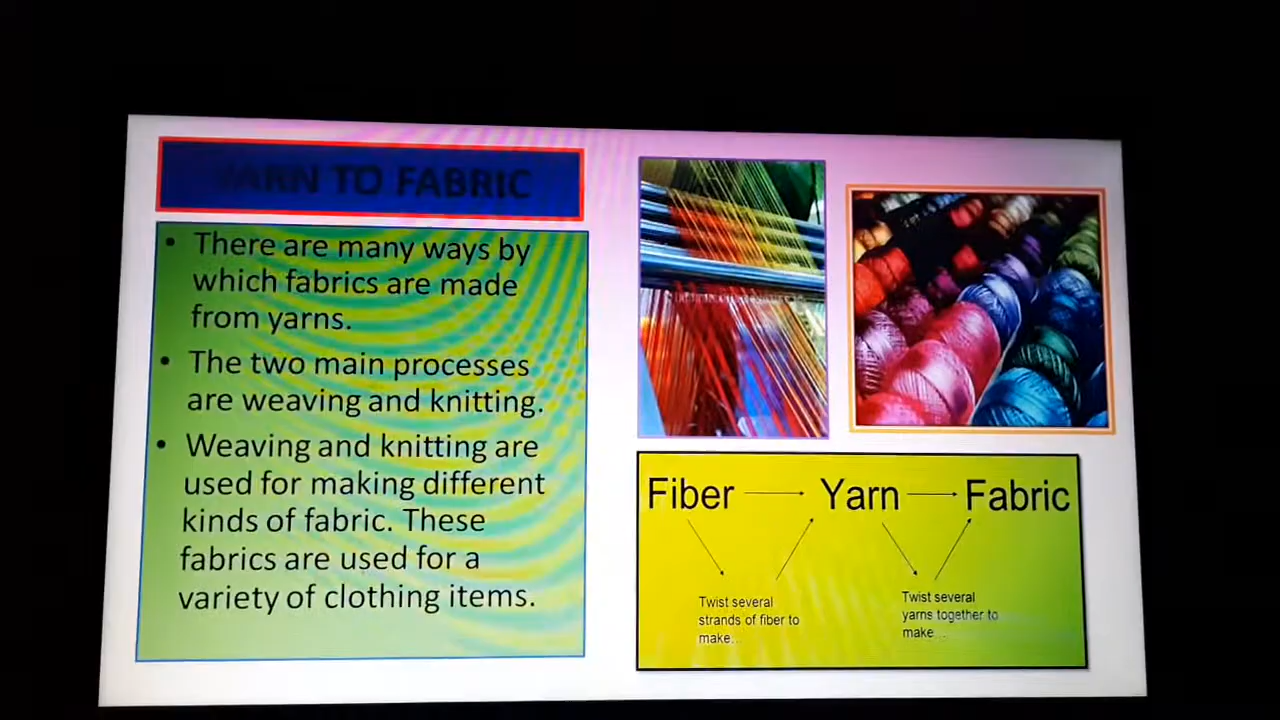 YARN TO FABRIC
• There are many ways by
which fabrics are made
from yarns.
• The two main processes
are weaving and knitting.
• Weaving and knitting are
used for making different
kinds of fabric. These
fabrics are used for a
variety of clothing items.
Fiber → Yarn → Fabric
Twist several
strands of fiber to
make...
Twist several
yarns together to
make...